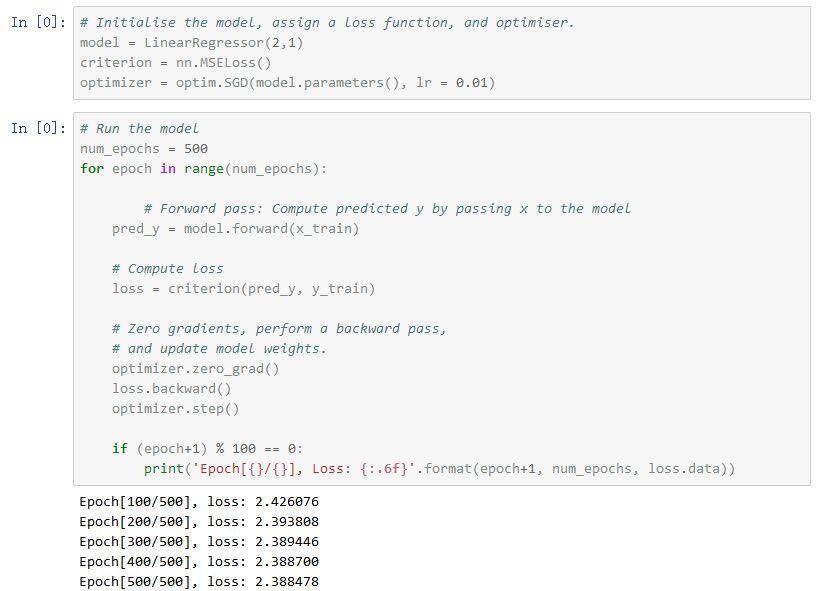 In [0]: # Initialise the model, assign a loss function, and optimiser.
model = LinearRegressor(2,1)
criterion = nn.MSELoss()
optimizer = optim.SGD(model.parameters(), lr = 0.01)
In [0]: # Run the model
num_epochs = 500
for epoch in range(num_epochs):
# Forward pass: Compute predicted y by passing x to the model
pred_y = model.forward(x_train)
# Compute loss
loss = criterion(pred_y, y_train)
# Zero gradients, perform a backward pass,
# and update model weights.
optimizer.zero_grad()
loss.backward()
optimizer.step()
if (epoch+1) % 100 == 0:
print('Epoch[{}/{}], Loss: {:.6f}'.format(epoch+1, num_epochs, loss.data))
Epoch[100/500], loss: 2.426076
Epoch[200/500], loss: 2.393808
Epoch[300/500], loss: 2.389446
Epoch[400/500], loss: 2.388700
Epoch[500/500], loss: 2.388478